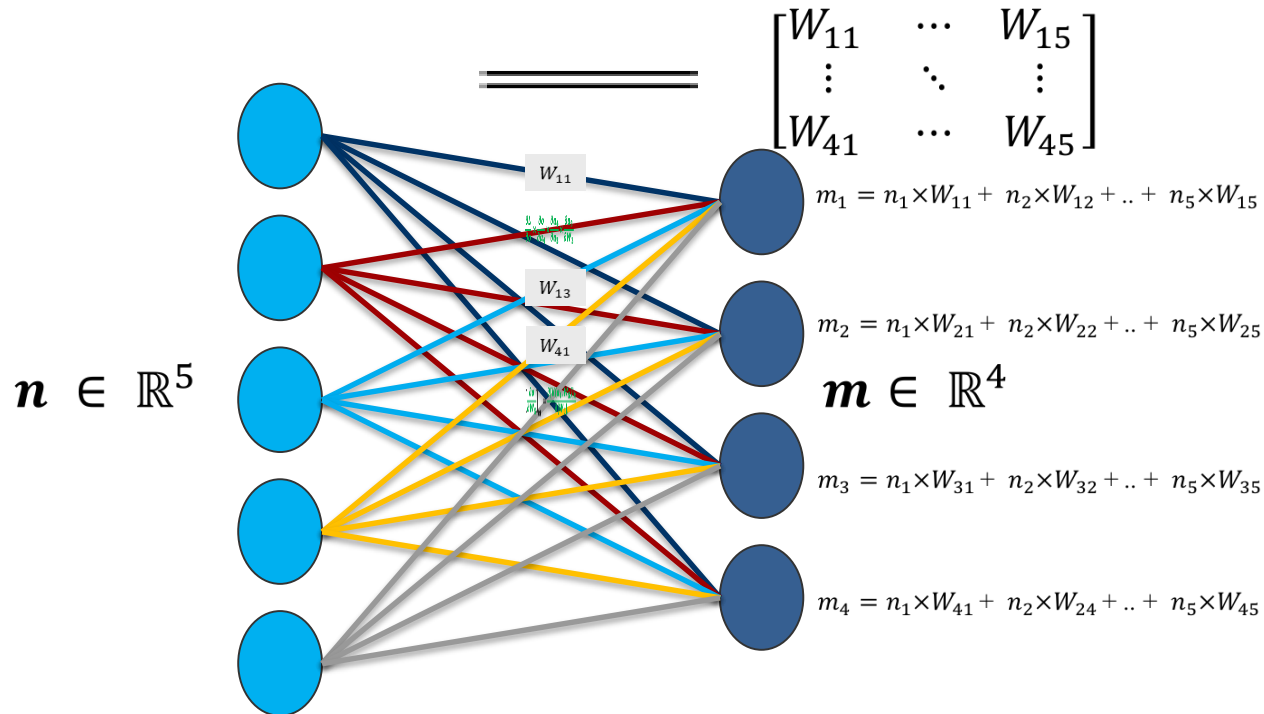 [W₁₁ ⋯ W₁₅
⋮ ⋱ ⋮
W₄₁ ⋯ W₄₅]
W₁₁
m₁ = n₁×W₁₁ + n₂×W₁₂ + .. + n₅×W₁₅
W₁₃
m₂ = n₁×W₂₁ + n₂×W₂₂ + .. + n₅×W₂₅
W₄₁
n ∈ ℝ⁵
m ∈ ℝ⁴
m₃ = n₁×W₃₁ + n₂×W₃₂ + .. + n₅×W₃₅
m₄ = n₁×W₄₁ + n₂×W₂₄ + .. + n₅×W₄₅